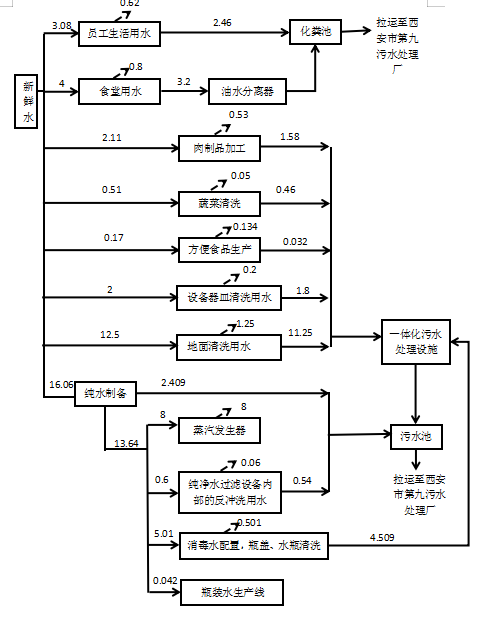 0.62
3.08
员工生活用水
2.46
化粪池
拉运至西
安市第九
污水处理
厂
新
鲜
水
4
0.8
食堂用水
3.2
油水分离器
0.53
2.11
肉制品加工
1.58
0.05
0.51
蔬菜清洗
0.46
0.134
0.17
方便食品生产
0.032
0.2
2
设备器皿清洗用水
1.8
1.25
12.5
地面清洗用水
11.25
一体化污水
处理设施
16.06
纯水制备
2.409
8
8
蒸汽发生器
污水池
13.64
0.06
0.6
纯净水过滤设备内
部的反冲洗用水
0.54
拉运至西安
市第九污水
处理厂
0.501
5.01
消毒水配置，瓶盖、水瓶清洗
4.509
0.042
瓶装水生产线